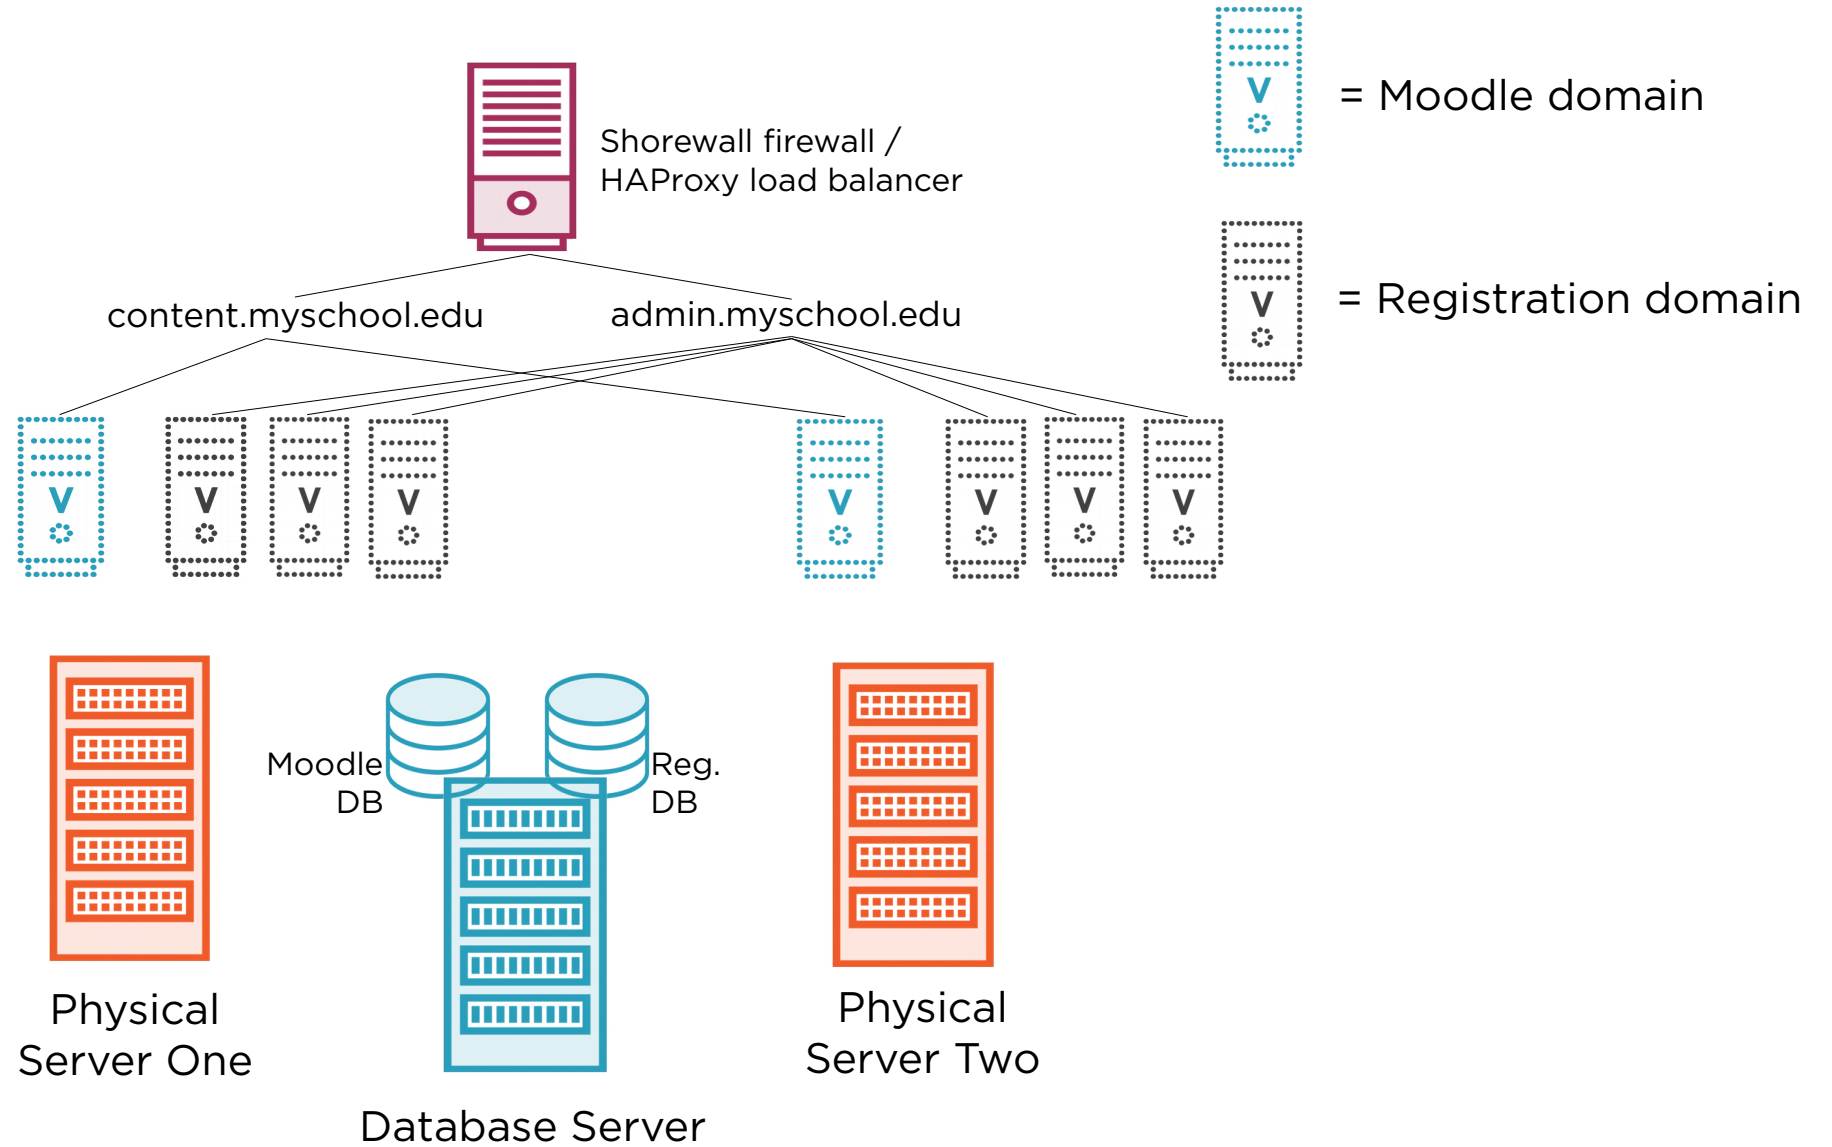 = Moodle domain
Shorewall firewall /
HAProxy load balancer
= Registration domain
content.myschool.edu
admin.myschool.edu
V
V
V
V
V
V
V
V
V
V
Moodle
DB
Reg.
DB
Physical
Server One
Physical
Server Two
Database Server